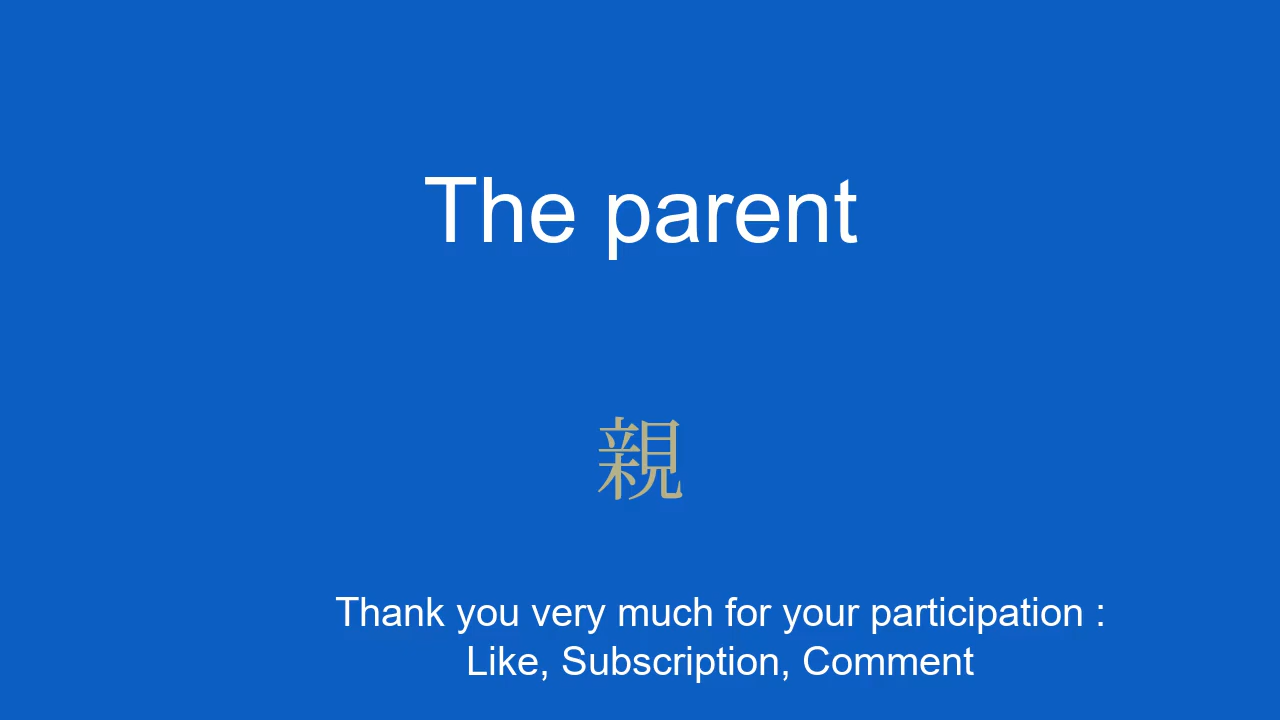 The parent
親
Thank you very much for your participation :
Like, Subscription, Comment